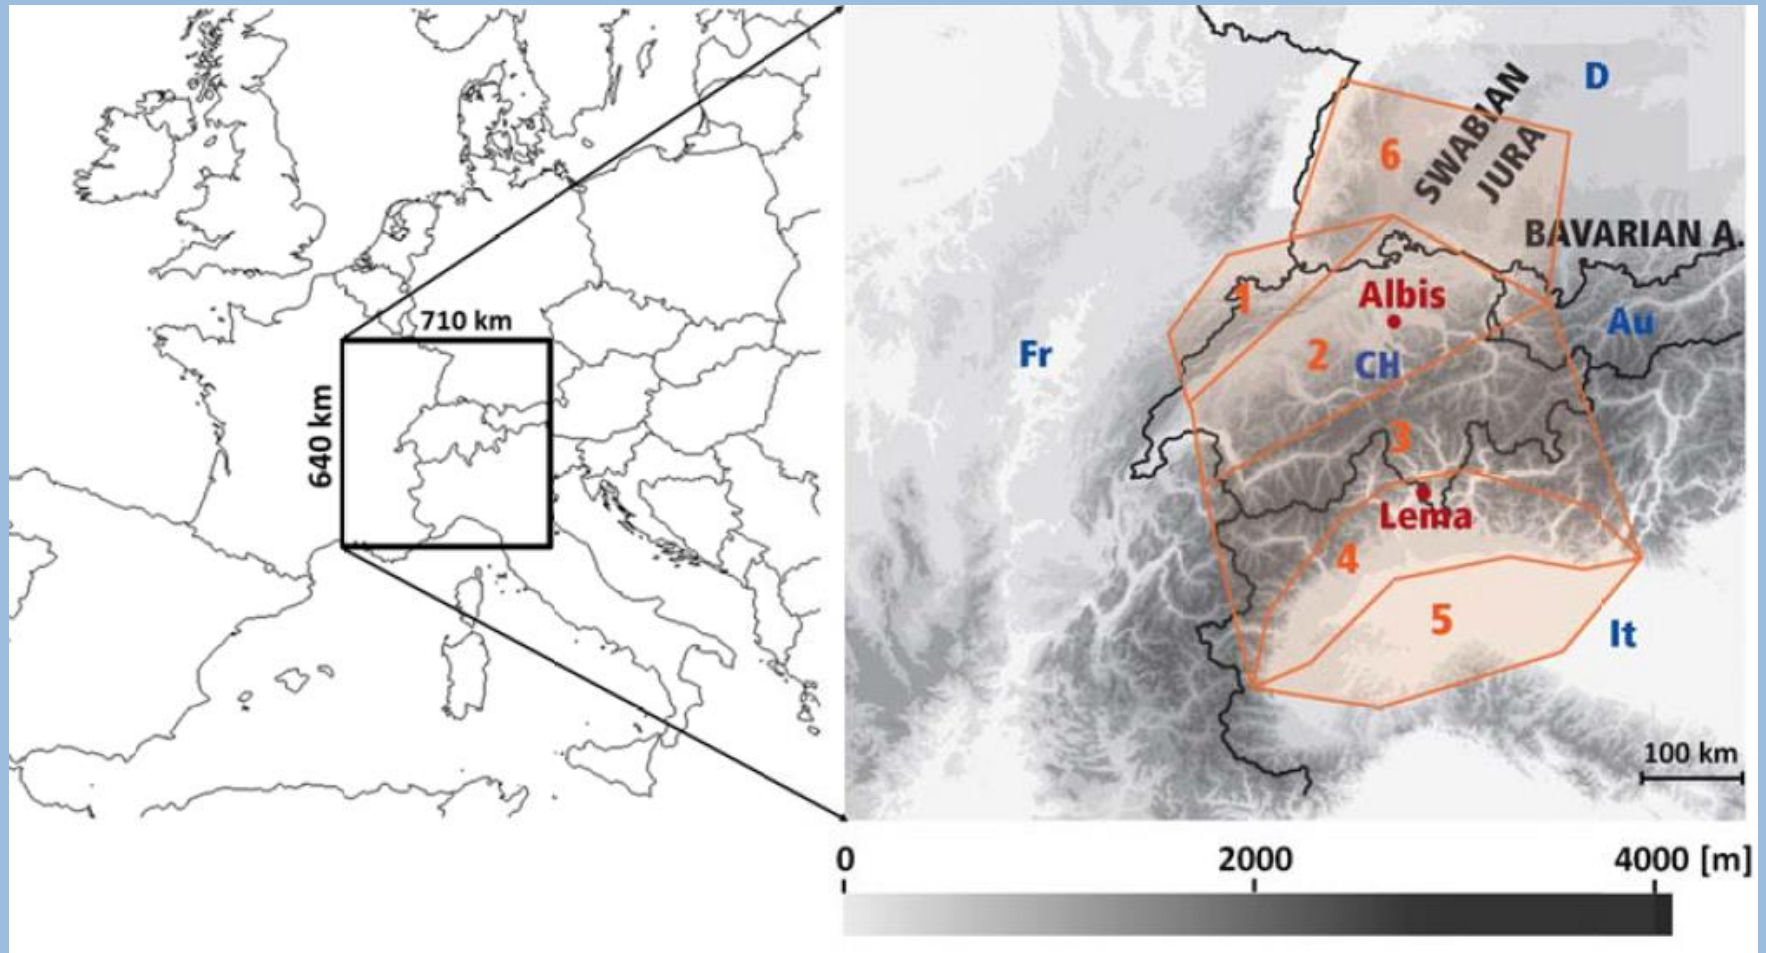 710 km
640 km
D
SWABIAN
JURA
6
BAVARIAN A.
1
Albis
Au
Fr
2
CH
3
Lema
4
5
It
100 km
0
2000
4000 [m]